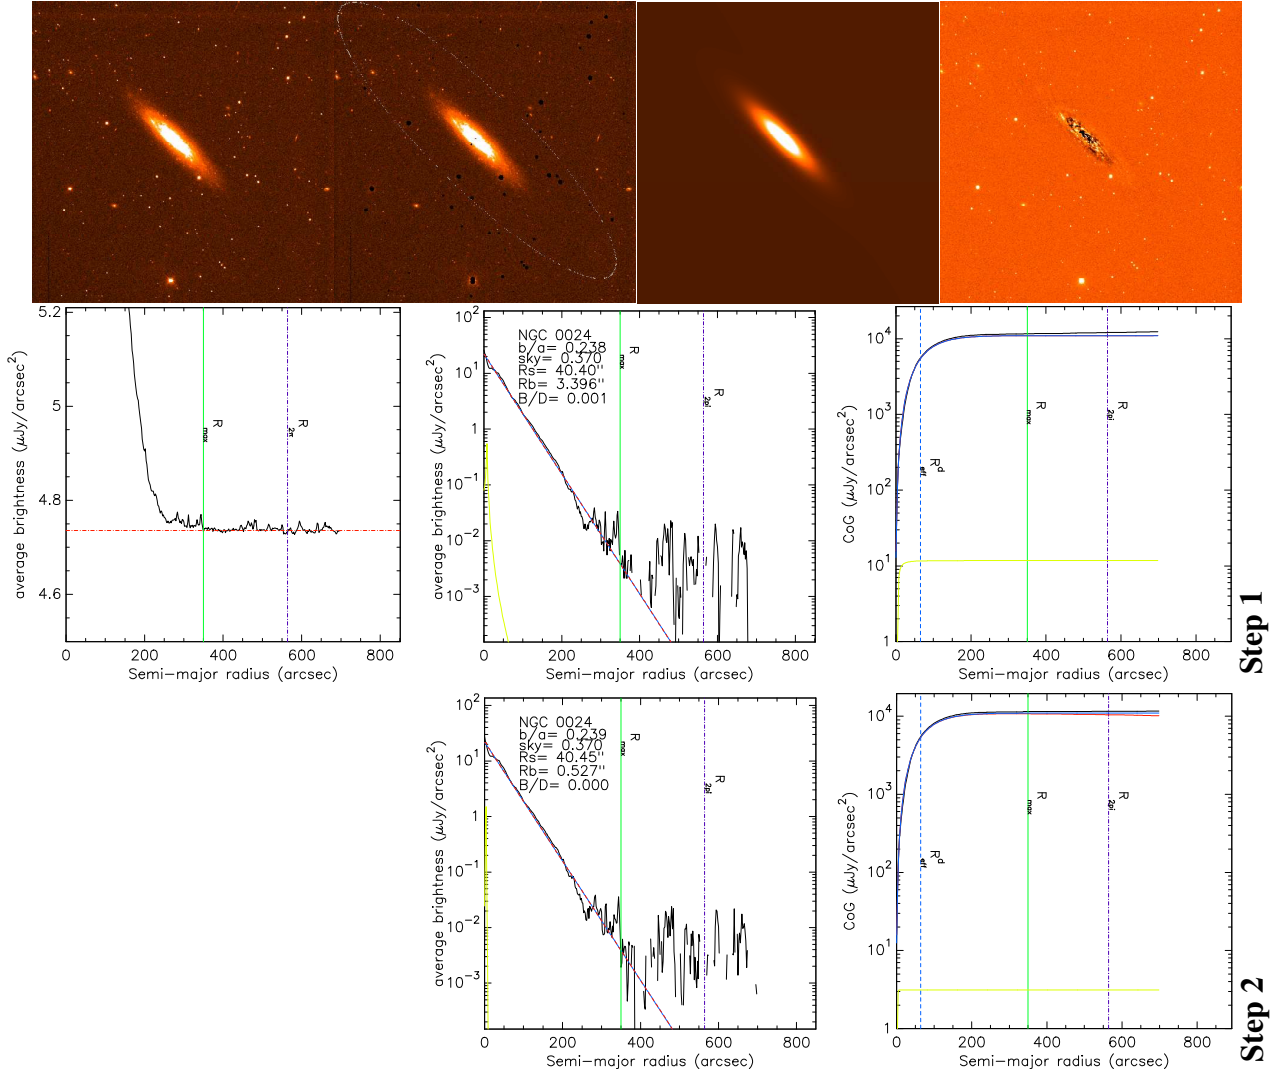 5.2
5
4.8
4.6
0
200
400
600
800
average brightness (μJy/arcsec²)
Semi-major radius (arcsec)
R max
R 2π
10²
10
1
10⁻¹
10⁻²
10⁻³
0
200
400
600
800
average brightness (μJy/arcsec²)
Semi-major radius (arcsec)
NGC 0024
b/a= 0.238
sky= 0.370
Rs= 40.40"
Rb= 3.396"
B/D= 0.001
R max
R 2pi
10⁴
10³
10²
10
1
0
200
400
600
800
CoG (μJy/arcsec²)
Semi-major radius (arcsec)
R d eff
R max
R 2pi
Step 1
10²
10
1
10⁻¹
10⁻²
10⁻³
0
200
400
600
800
average brightness (μJy/arcsec²)
Semi-major radius (arcsec)
NGC 0024
b/a= 0.239
sky= 0.370
Rs= 40.45"
Rb= 0.527"
B/D= 0.000
R max
R 2pi
10⁴
10³
10²
10
1
0
200
400
600
800
CoG (μJy/arcsec²)
Semi-major radius (arcsec)
R d eff
R max
R 2pi
Step 2